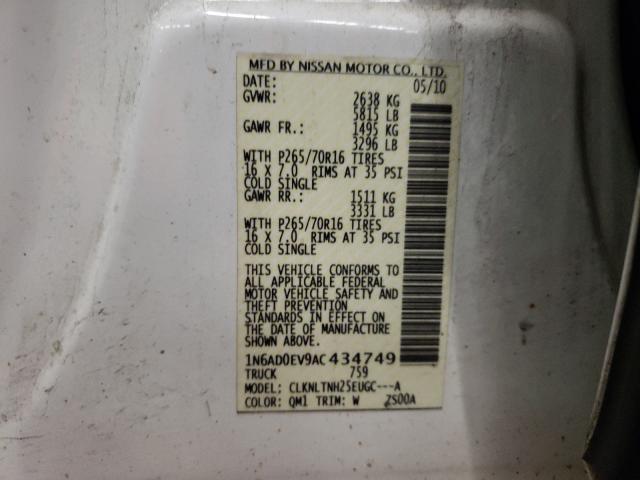 MFD BY NISSAN MOTOR CO., LTD.
DATE: 05/10
GVWR: 2638 KG
5815 LB
GAWR FR.: 1495 KG
3296 LB
WITH P265/70R16 TIRES
16 X 7.0 RIMS AT 35 PSI
COLD SINGLE
GAWR RR.: 1511 KG
3331 LB
WITH P265/70R16 TIRES
16 X 7.0 RIMS AT 35 PSI
COLD SINGLE
THIS VEHICLE CONFORMS TO
ALL APPLICABLE FEDERAL
MOTOR VEHICLE SAFETY AND
THEFT PREVENTION
STANDARDS IN EFFECT ON
THE DATE OF MANUFACTURE
SHOWN ABOVE.
1N6AD0EV9AC434749
TRUCK 759
MODEL: CLKNLTNH25EUGC---A
COLOR: QM1 TRIM: W ZS00A